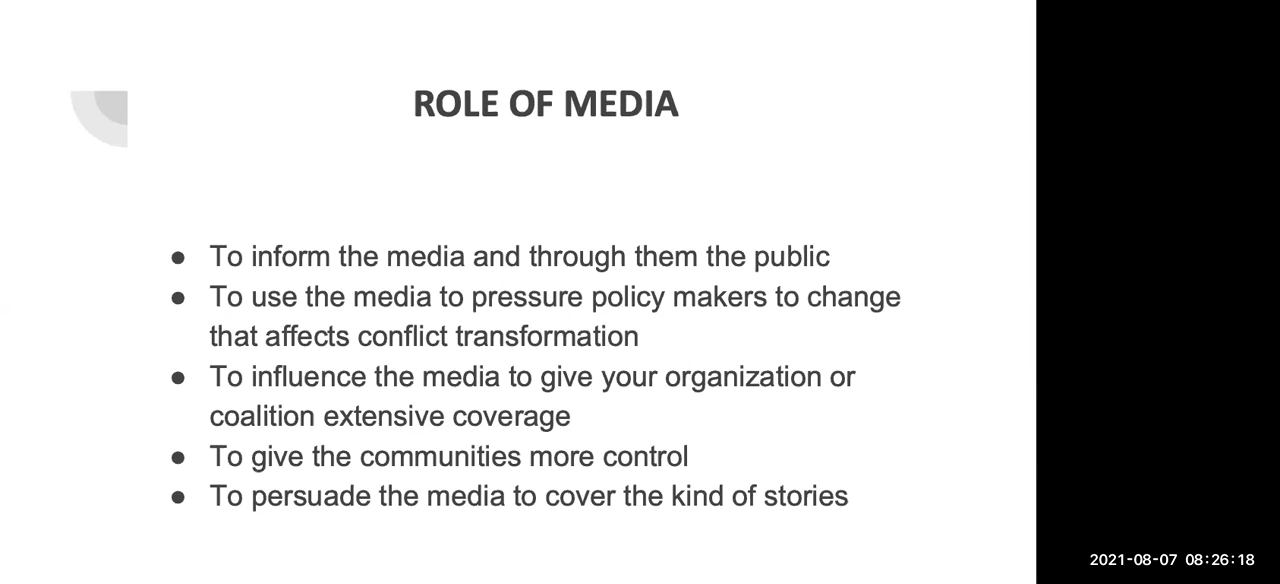 ROLE OF MEDIA
● To inform the media and through them the public
● To use the media to pressure policy makers to change
that affects conflict transformation
● To influence the media to give your organization or
coalition extensive coverage
● To give the communities more control
● To persuade the media to cover the kind of stories
2021-08-07 08:26:18